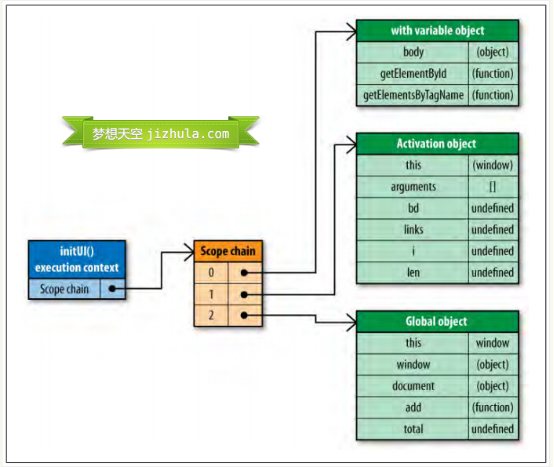 with variable object
body (object)
getElementById (function)
getElementsByTagName (function)
梦想天空 jizhula.com
Activation object
this (window)
arguments []
bd undefined
links undefined
i undefined
len undefined
initUI()
execution context
Scope chain
Scope chain
0
1
2
Global object
this window
window (object)
document (object)
add (function)
total undefined